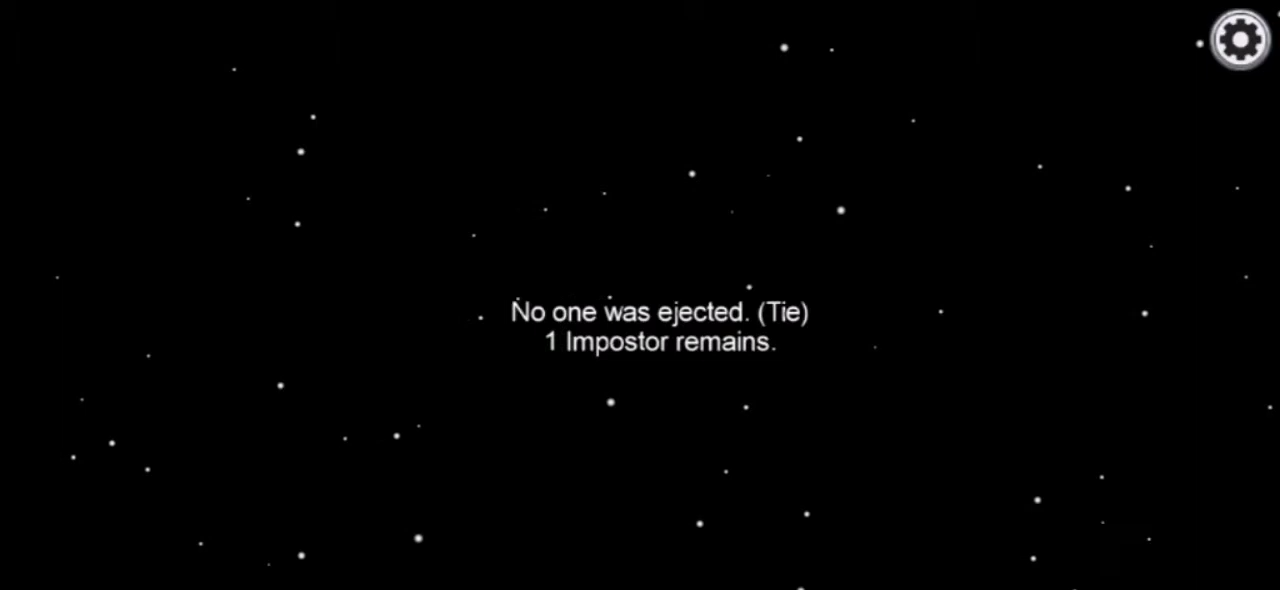 No one was ejected. (Tie)
1 Impostor remains.